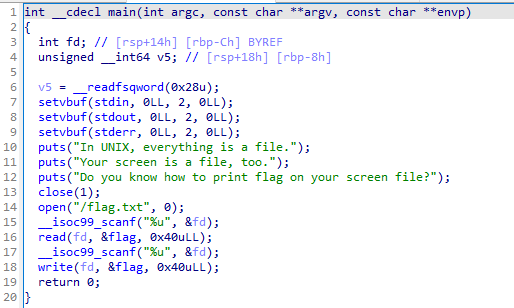 1 int __cdecl main(int argc, const char **argv, const char **envp)
2 {
3 int fd; // [rsp+14h] [rbp-Ch] BYREF
4 unsigned __int64 v5; // [rsp+18h] [rbp-8h]
5
6 v5 = __readfsqword(0x28u);
7 setvbuf(stdin, 0LL, 2, 0LL);
8 setvbuf(stdout, 0LL, 2, 0LL);
9 setvbuf(stderr, 0LL, 2, 0LL);
10 puts("In UNIX, everything is a file.");
11 puts("Your screen is a file, too.");
12 puts("Do you know how to print flag on your screen file?");
13 close(1);
14 open("/flag.txt", 0);
15 __isoc99_scanf("%u", &fd);
16 read(fd, &flag, 0x40uLL);
17 __isoc99_scanf("%u", &fd);
18 write(fd, &flag, 0x40uLL);
19 return 0;
20 }